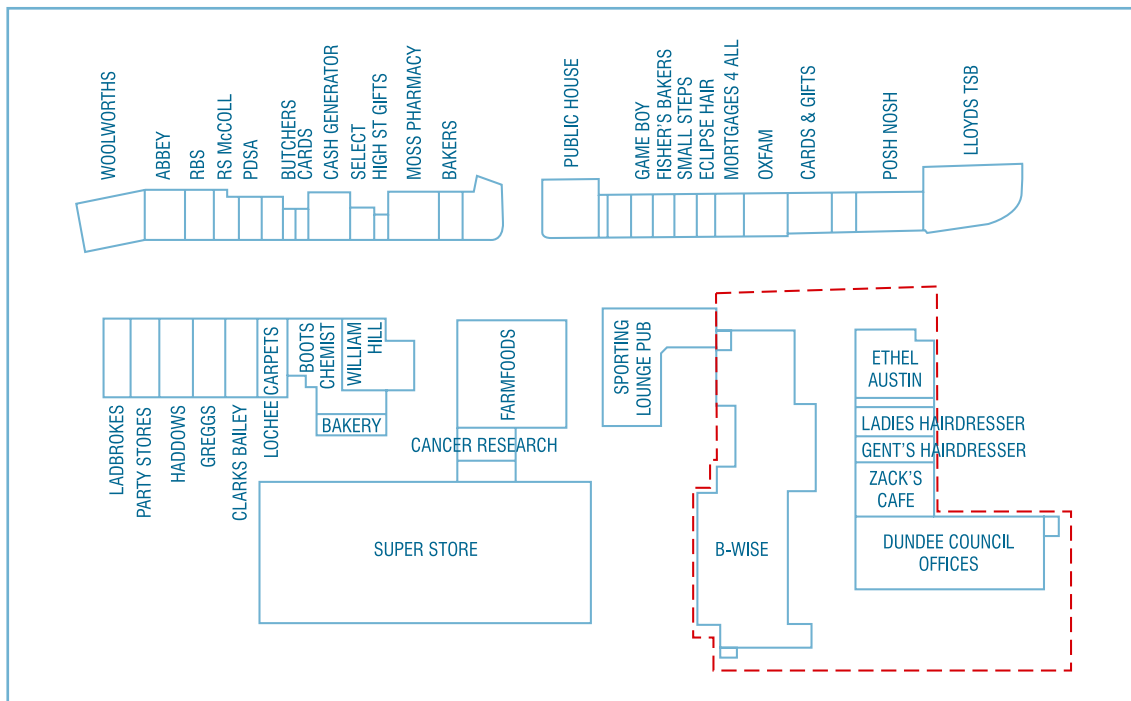 WOOLWORTHS
ABBEY
RBS
RS McCOLL
PDSA
BUTCHERS
CARDS
CASH GENERATOR
SELECT
HIGH ST GIFTS
MOSS PHARMACY
BAKERS
PUBLIC HOUSE
GAME BOY
FISHER'S BAKERS
SMALL STEPS
ECLIPSE HAIR
MORTGAGES 4 ALL
OXFAM
CARDS & GIFTS
POSH NOSH
LLOYDS TSB
LADBROKES
PARTY STORES
HADDOWS
GREGGS
CLARKS BAILEY
LOCHEE CARPETS
BOOTS
CHEMIST
WILLIAM
HILL
BAKERY
FARMFOODS
CANCER RESEARCH
SUPER STORE
SPORTING
LOUNGE PUB
B-WISE
ETHEL
AUSTIN
LADIES HAIRDRESSER
GENT'S HAIRDRESSER
ZACK'S
CAFE
DUNDEE COUNCIL
OFFICES